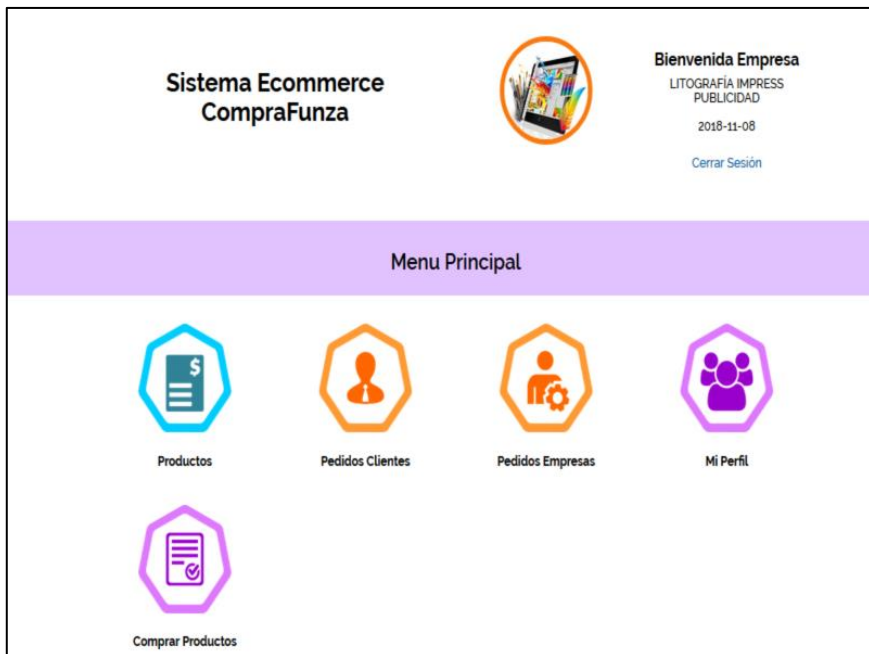 Sistema Ecommerce
CompraFunza
Bienvenida Empresa
LITOGRAFÍA IMPRESS
PUBLICIDAD
2018-11-08
Cerrar Sesión
Menu Principal
$
Productos
Pedidos Clientes
Pedidos Empresas
Mi Perfil
Comprar Productos